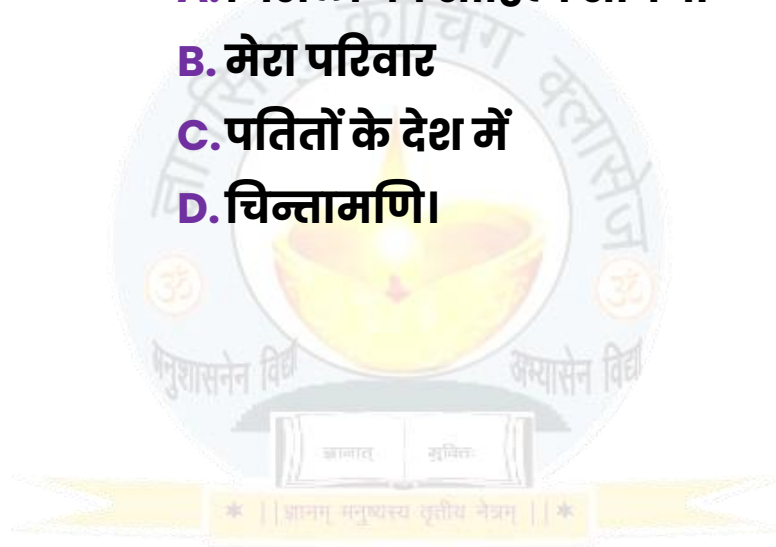 B. मेरा परिवार
C. पतितों के देश में
D. चिन्तामणि।
कोचिंग क्लासेज
अनुशासनेन विद्या
अभ्यासेन विद्या
ज्ञानात् मुक्तिः
* ||ज्ञानम् मनुष्यस्य तृतीय नेत्रम् ||*